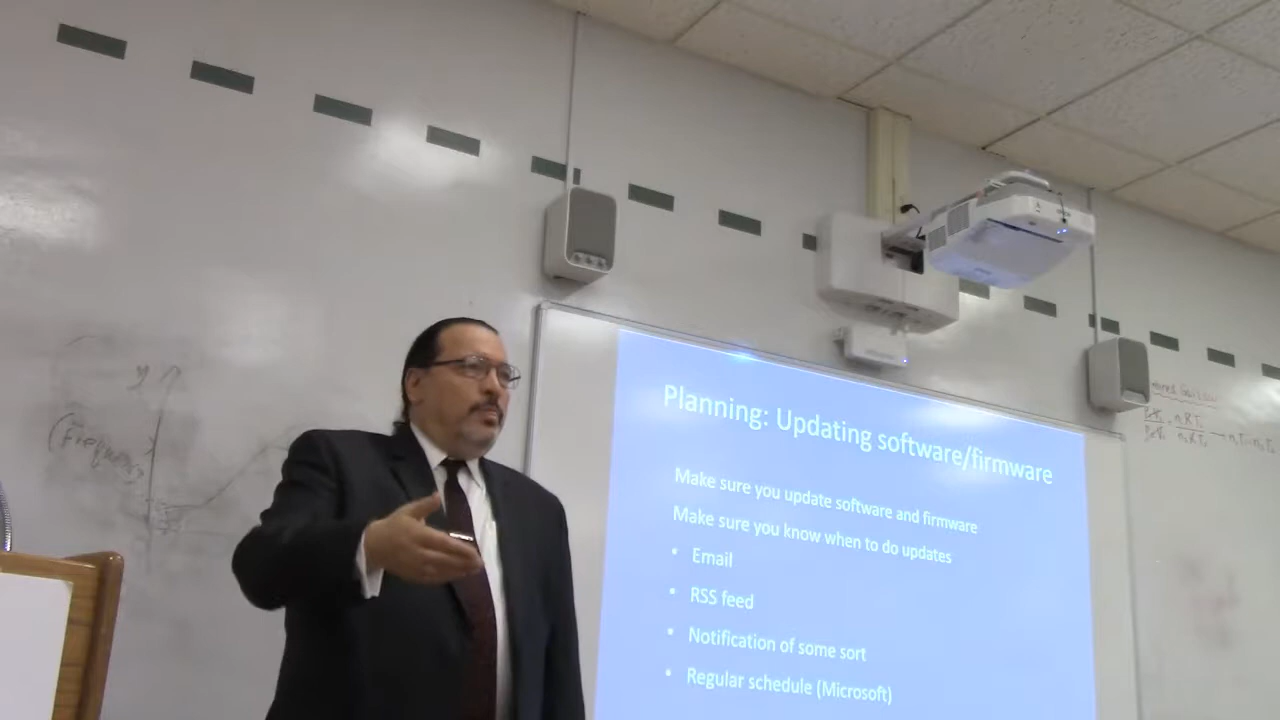 Planning: Updating software/firmware
Make sure you update software and firmware
Make sure you know when to do updates
• Email
• RSS feed
• Notification of some sort
• Regular schedule (Microsoft)
y
(Frequency